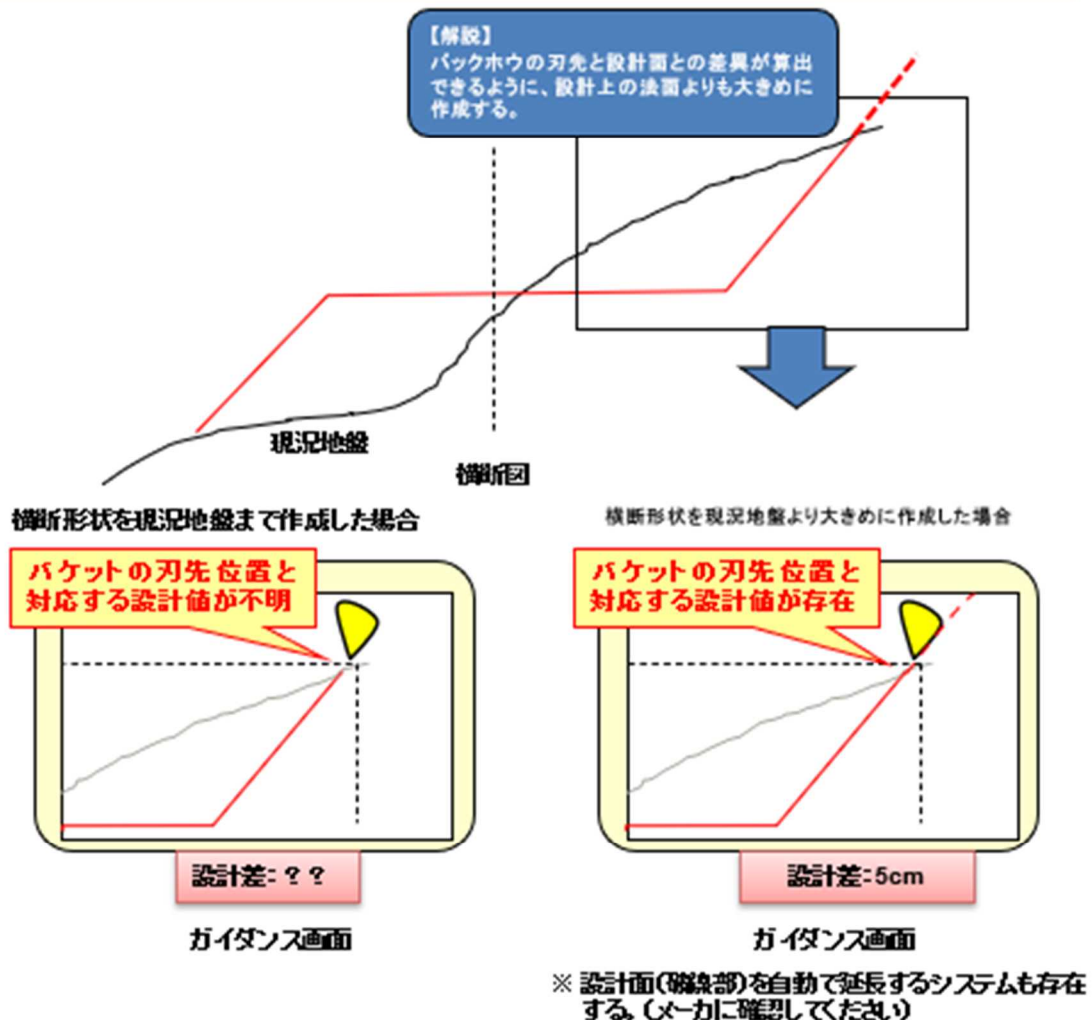 【解説】
バックホウの刃先と設計面との差異が算出
できるように、設計上の法面よりも大きめに
作成する。
現況地盤
横断図
横断形状を現況地盤まで作成した場合
横断形状を現況地盤より大きめに作成した場合
バケットの刃先位置と
対応する設計値が不明
バケットの刃先位置と
対応する設計値が存在
設計差：？？
設計差：5cm
ガイダンス画面
ガイダンス画面
※ 設計面（破線部）を自動で延長するシステムも存在
する。（メーカに確認してください）